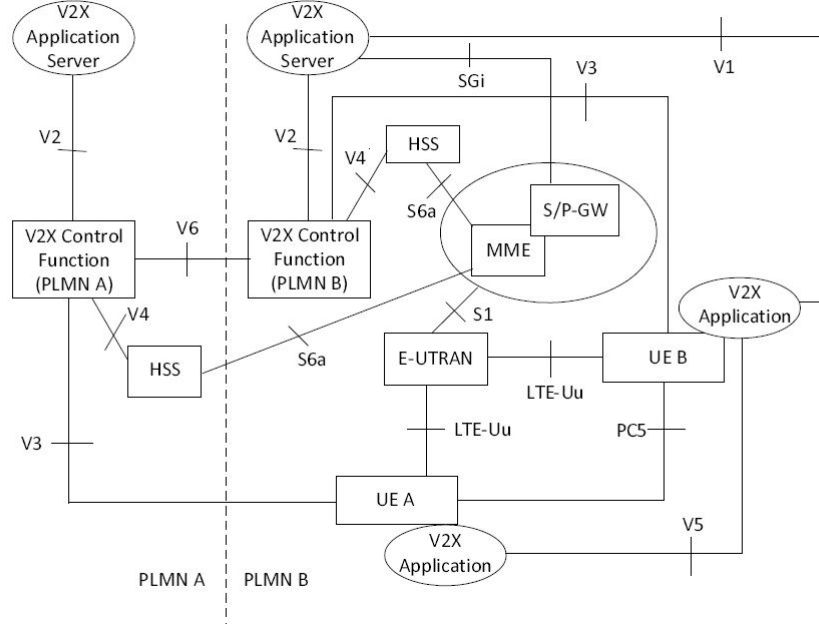 V2X
Application
Server
V2X
Application
Server
V1
SGi
V3
V2
V2
HSS
V4
S6a
S/P-GW
MME
V2X Control
Function
(PLMN A)
V6
V2X Control
Function
(PLMN B)
V4
HSS
S6a
S1
V2X
Application
E-UTRAN
UE B
LTE-Uu
LTE-Uu
PC5
V3
UE A
V2X
Application
V5
PLMN A
PLMN B